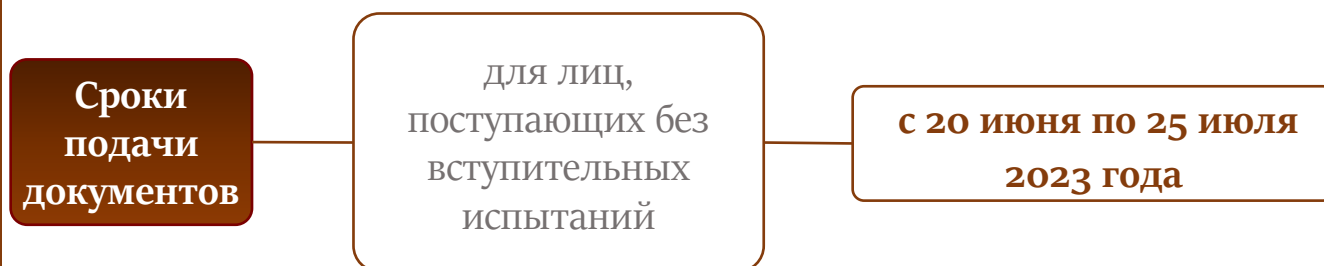 Сроки
подачи
документов
для лиц,
поступающих без
вступительных
испытаний
с 20 июня по 25 июля
2023 года